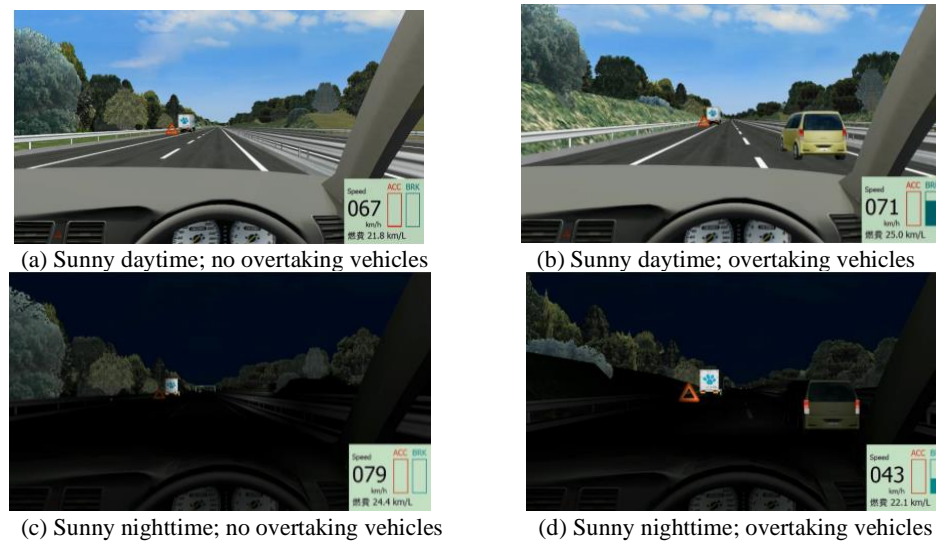 Speed
ACC
BRK
067
km/h
燃費 21.8 km/L
Speed
ACC
BRK
071
km/h
燃費 25.0 km/L
(a) Sunny daytime; no overtaking vehicles
(b) Sunny daytime; overtaking vehicles
Speed
ACC
BRK
079
km/h
燃費 24.4 km/L
Speed
ACC
BRK
043
km/h
燃費 22.1 km/L
(c) Sunny nighttime; no overtaking vehicles
(d) Sunny nighttime; overtaking vehicles